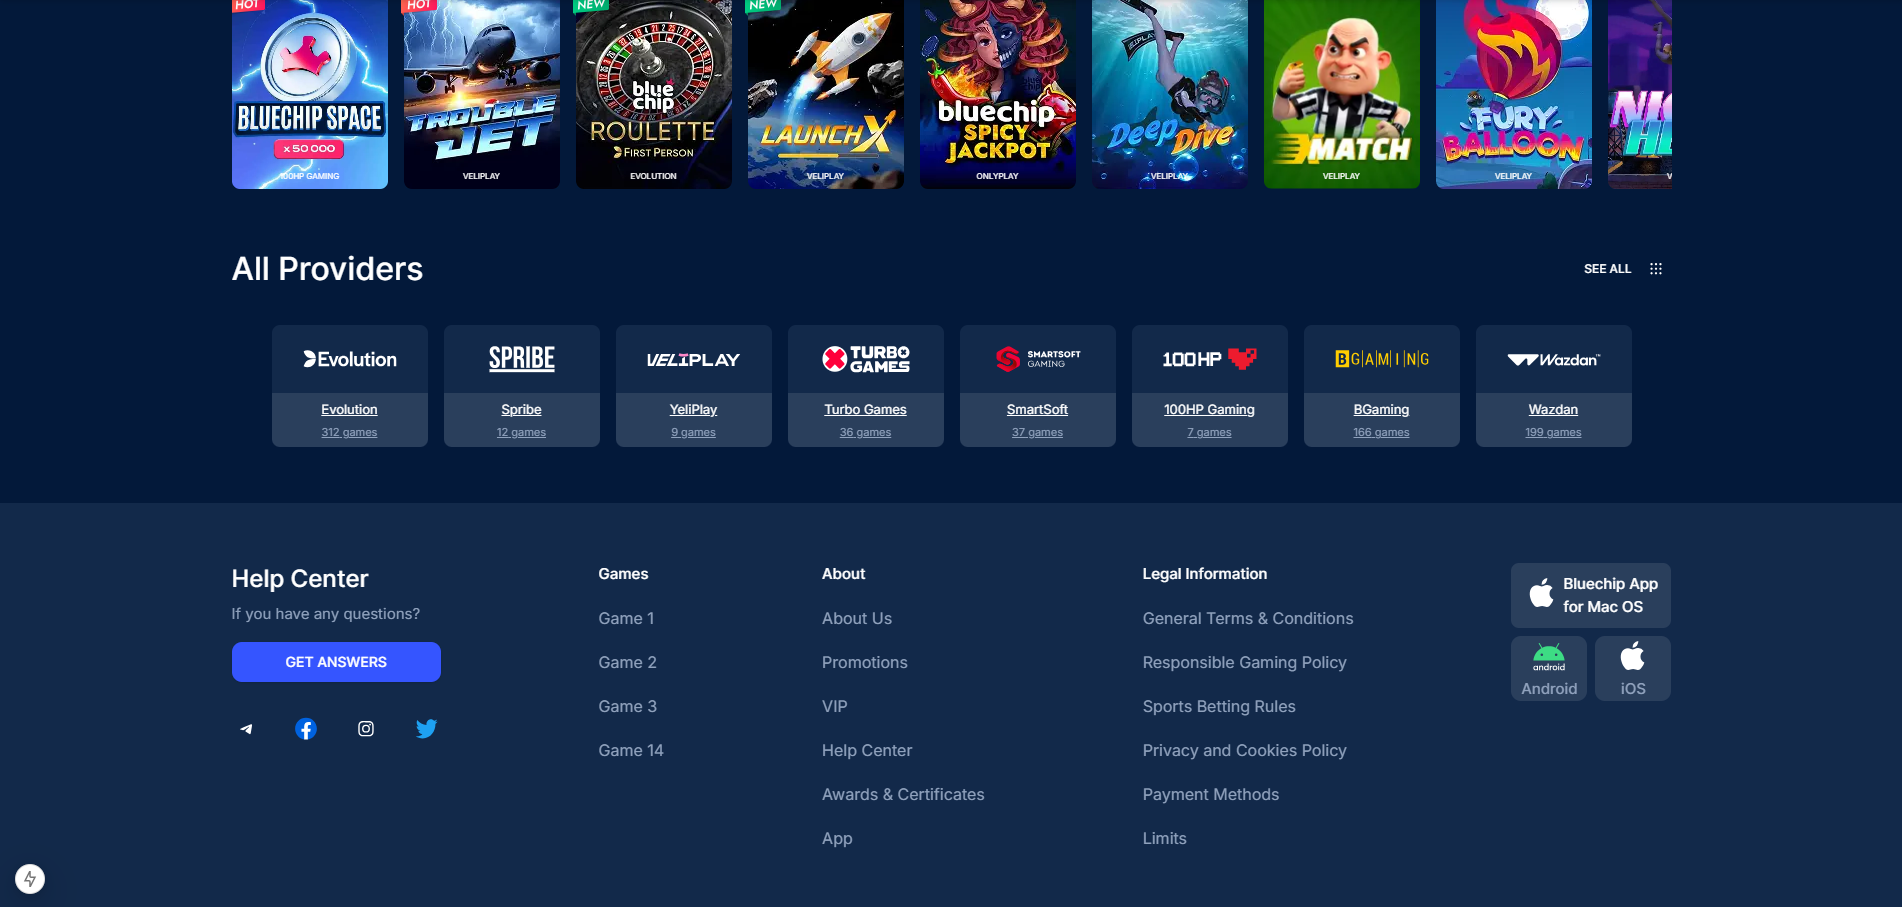 HOT
HOT
NEW
NEW
BLUECHIP SPACE
x50 000
100HP GAMING
TROUBLE
JET
VELIPLAY
blue
chip
ROULETTE
FIRST PERSON
EVOLUTION
LAUNCH X
VELIPLAY
bluechip
SPICY
JACKPOT
ONLYPLAY
VELIPLAY
Deep Dive
VELIPLAY
MATCH
VELIPLAY
FURY
BALLOON
VELIPLAY
All Providers
SEE ALL
Evolution
SPRIBE
VELIPLAY
TURBO
GAMES
SMARTSOFT
GAMING
100HP
BGAMING
Wazdan™
Evolution
Spribe
YeliPlay
Turbo Games
SmartSoft
100HP Gaming
BGaming
Wazdan
312 games
12 games
9 games
36 games
37 games
7 games
166 games
199 games
Help Center
If you have any questions?
GET ANSWERS
Games
Game 1
Game 2
Game 3
Game 14
About
About Us
Promotions
VIP
Help Center
Awards & Certificates
App
Legal Information
General Terms & Conditions
Responsible Gaming Policy
Sports Betting Rules
Privacy and Cookies Policy
Payment Methods
Limits
Bluechip App
for Mac OS
android
Android
iOS